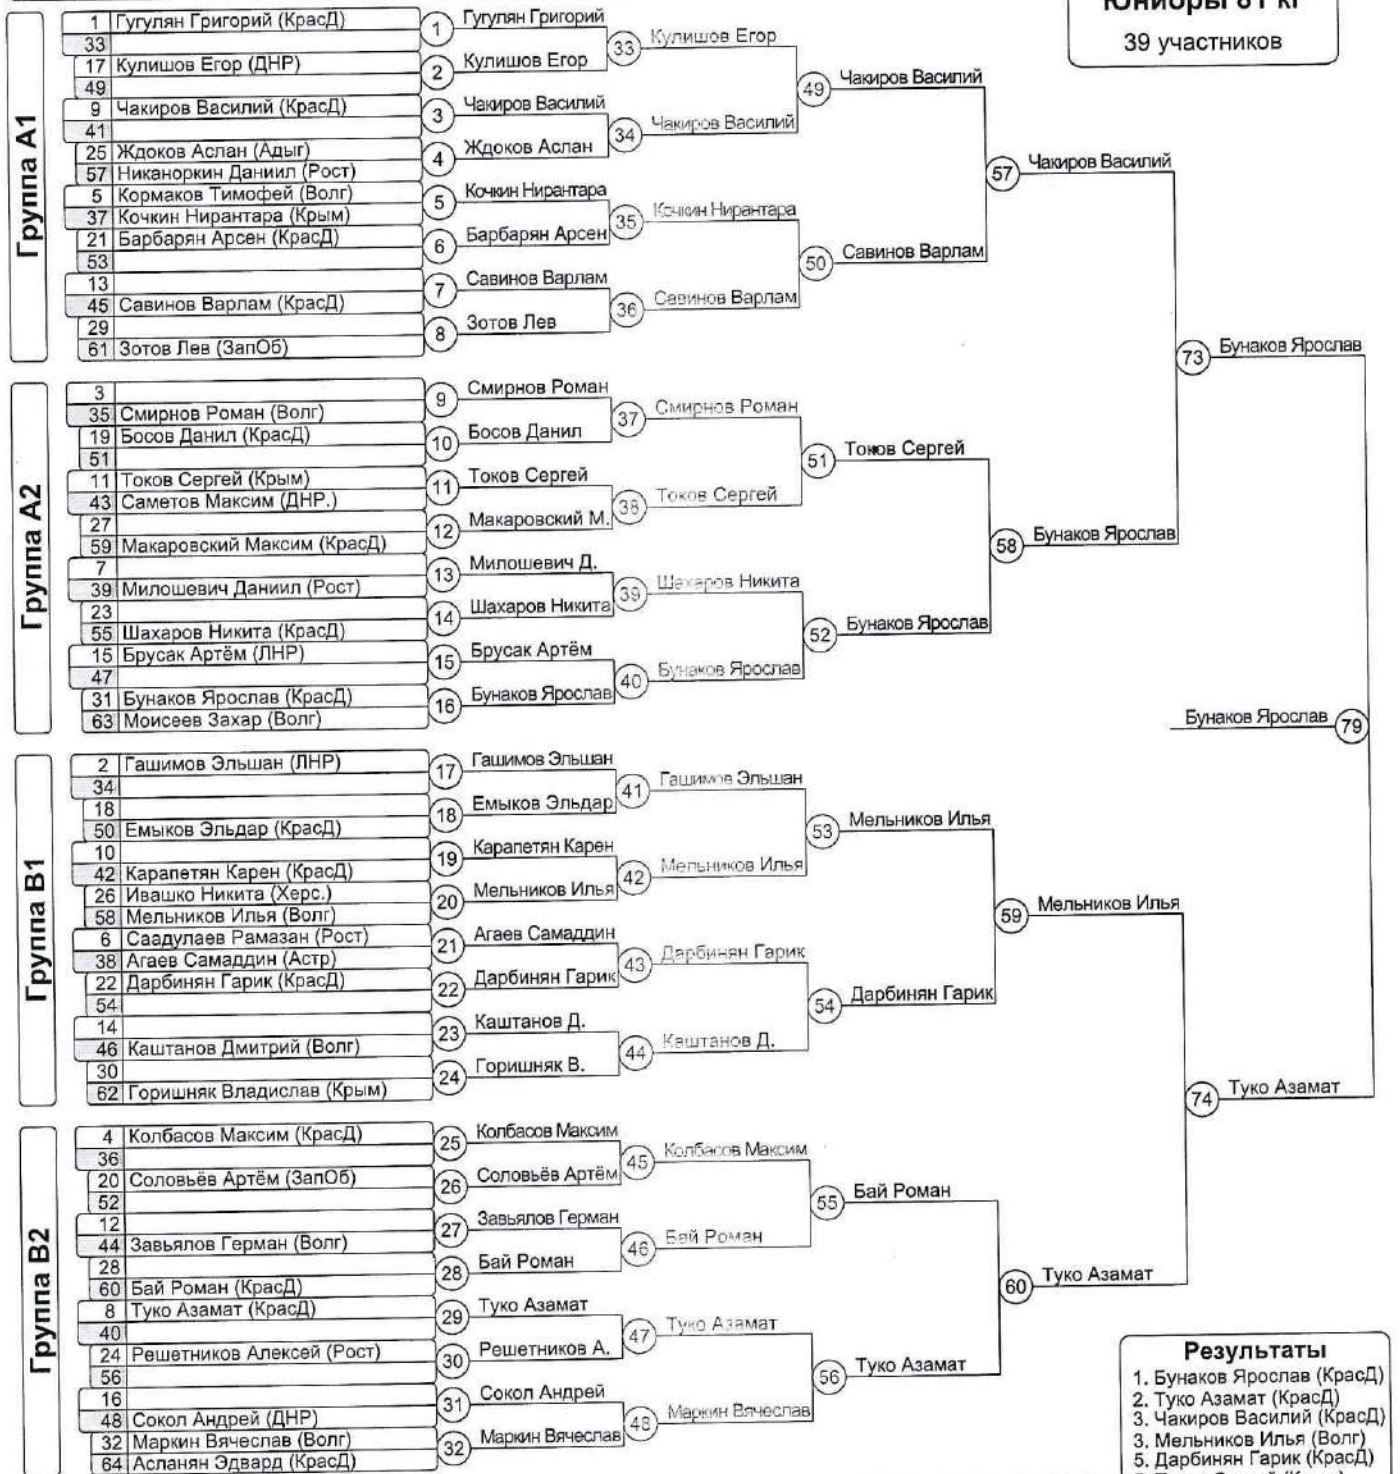 Юниоры 81 кг
39 участников
Группа A1
1 Гугулян Григорий (КрасД)
33
17 Кулишов Егор (ДНР)
49
9 Чакиров Василий (КрасД)
41
25 Ждоков Аслан (Адыг)
57 Никаноркин Даниил (Рост)
5 Кормаков Тимофей (Волг)
37 Кочкин Нирантара (Крым)
21 Барбарян Арсен (КрасД)
53
13
45 Савинов Варлам (КрасД)
29
61 Зотов Лев (ЗапОб)
1 Гугулян Григорий
2 Кулишов Егор
3 Чакиров Василий
4 Ждоков Аслан
5 Кочкин Нирантара
6 Барбарян Арсен
7 Савинов Варлам
8 Зотов Лев
33 Кулишов Егор
34 Чакиров Василий
35 Кочкин Нирантара
36 Савинов Варлам
49 Чакиров Василий
50 Савинов Варлам
57 Чакиров Василий
Группа A2
3
35 Смирнов Роман (Волг)
19 Босов Данил (КрасД)
51
11 Токов Сергей (Крым)
43 Саметов Максим (ДНР.)
27
59 Макаровский Максим (КрасД)
7
39 Милошевич Даниил (Рост)
23
55 Шахаров Никита (КрасД)
15 Брусак Артём (ЛНР)
47
31 Бунаков Ярослав (КрасД)
63 Моисеев Захар (Волг)
9 Смирнов Роман
10 Босов Данил
11 Токов Сергей
12 Макаровский М.
13 Милошевич Д.
14 Шахаров Никита
15 Брусак Артём
16 Бунаков Ярослав
37 Смирнов Роман
38 Токов Сергей
39 Шахаров Никита
40 Бунаков Ярослав
51 Токов Сергей
52 Бунаков Ярослав
58 Бунаков Ярослав
73 Бунаков Ярослав
Бунаков Ярослав 79
Группа B1
2 Гашимов Эльшан (ЛНР)
34
18
50 Емыков Эльдар (КрасД)
10
42 Карапетян Карен (КрасД)
26 Ивашко Никита (Херс.)
58 Мельников Илья (Волг)
6 Саадулаев Рамазан (Рост)
38 Агаев Самаддин (Астр)
22 Дарбинян Гарик (КрасД)
54
14
46 Каштанов Дмитрий (Волг)
30
62 Горишняк Владислав (Крым)
17 Гашимов Эльшан
18 Емыков Эльдар
19 Карапетян Карен
20 Мельников Илья
21 Агаев Самаддин
22 Дарбинян Гарик
23 Каштанов Д.
24 Горишняк В.
41 Гашимов Эльшан
42 Мельников Илья
43 Дарбинян Гарик
44 Каштанов Д.
53 Мельников Илья
54 Дарбинян Гарик
59 Мельников Илья
74 Туко Азамат
Группа B2
4 Колбасов Максим (КрасД)
36
20 Соловьёв Артём (ЗапОб)
52
12
44 Завьялов Герман (Волг)
28
60 Бай Роман (КрасД)
8 Туко Азамат (КрасД)
40
24 Решетников Алексей (Рост)
56
16
48 Сокол Андрей (ДНР)
32 Маркин Вячеслав (Волг)
64 Асланян Эдвард (КрасД)
25 Колбасов Максим
26 Соловьёв Артём
27 Завьялов Герман
28 Бай Роман
29 Туко Азамат
30 Решетников А.
31 Сокол Андрей
32 Маркин Вячеслав
45 Колбасов Максим
46 Бай Роман
47 Туко Азамат
48 Маркин Вячеслав
55 Бай Роман
56 Туко Азамат
60 Туко Азамат
Результаты
1. Бунаков Ярослав (КрасД)
2. Туко Азамат (КрасД)
3. Чакиров Василий (КрасД)
3. Мельников Илья (Волг)
5. Дарбинян Гарик (КрасД)